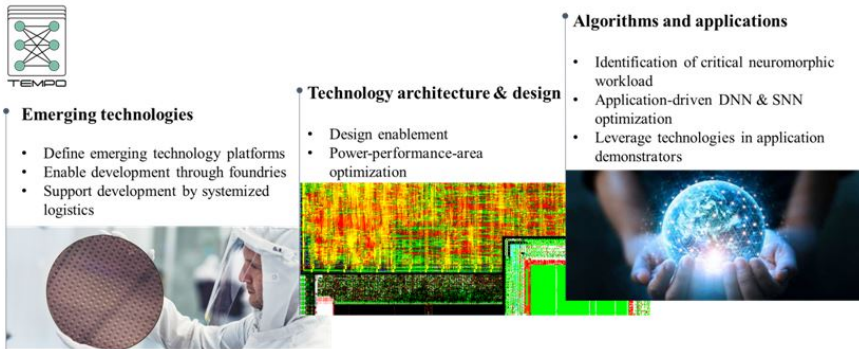 TEMPO
Emerging technologies
• Define emerging technology platforms
• Enable development through foundries
• Support development by systemized
logistics
Technology architecture & design
• Design enablement
• Power-performance-area
optimization
Algorithms and applications
• Identification of critical neuromorphic
workload
• Application-driven DNN & SNN
optimization
• Leverage technologies in application
demonstrators